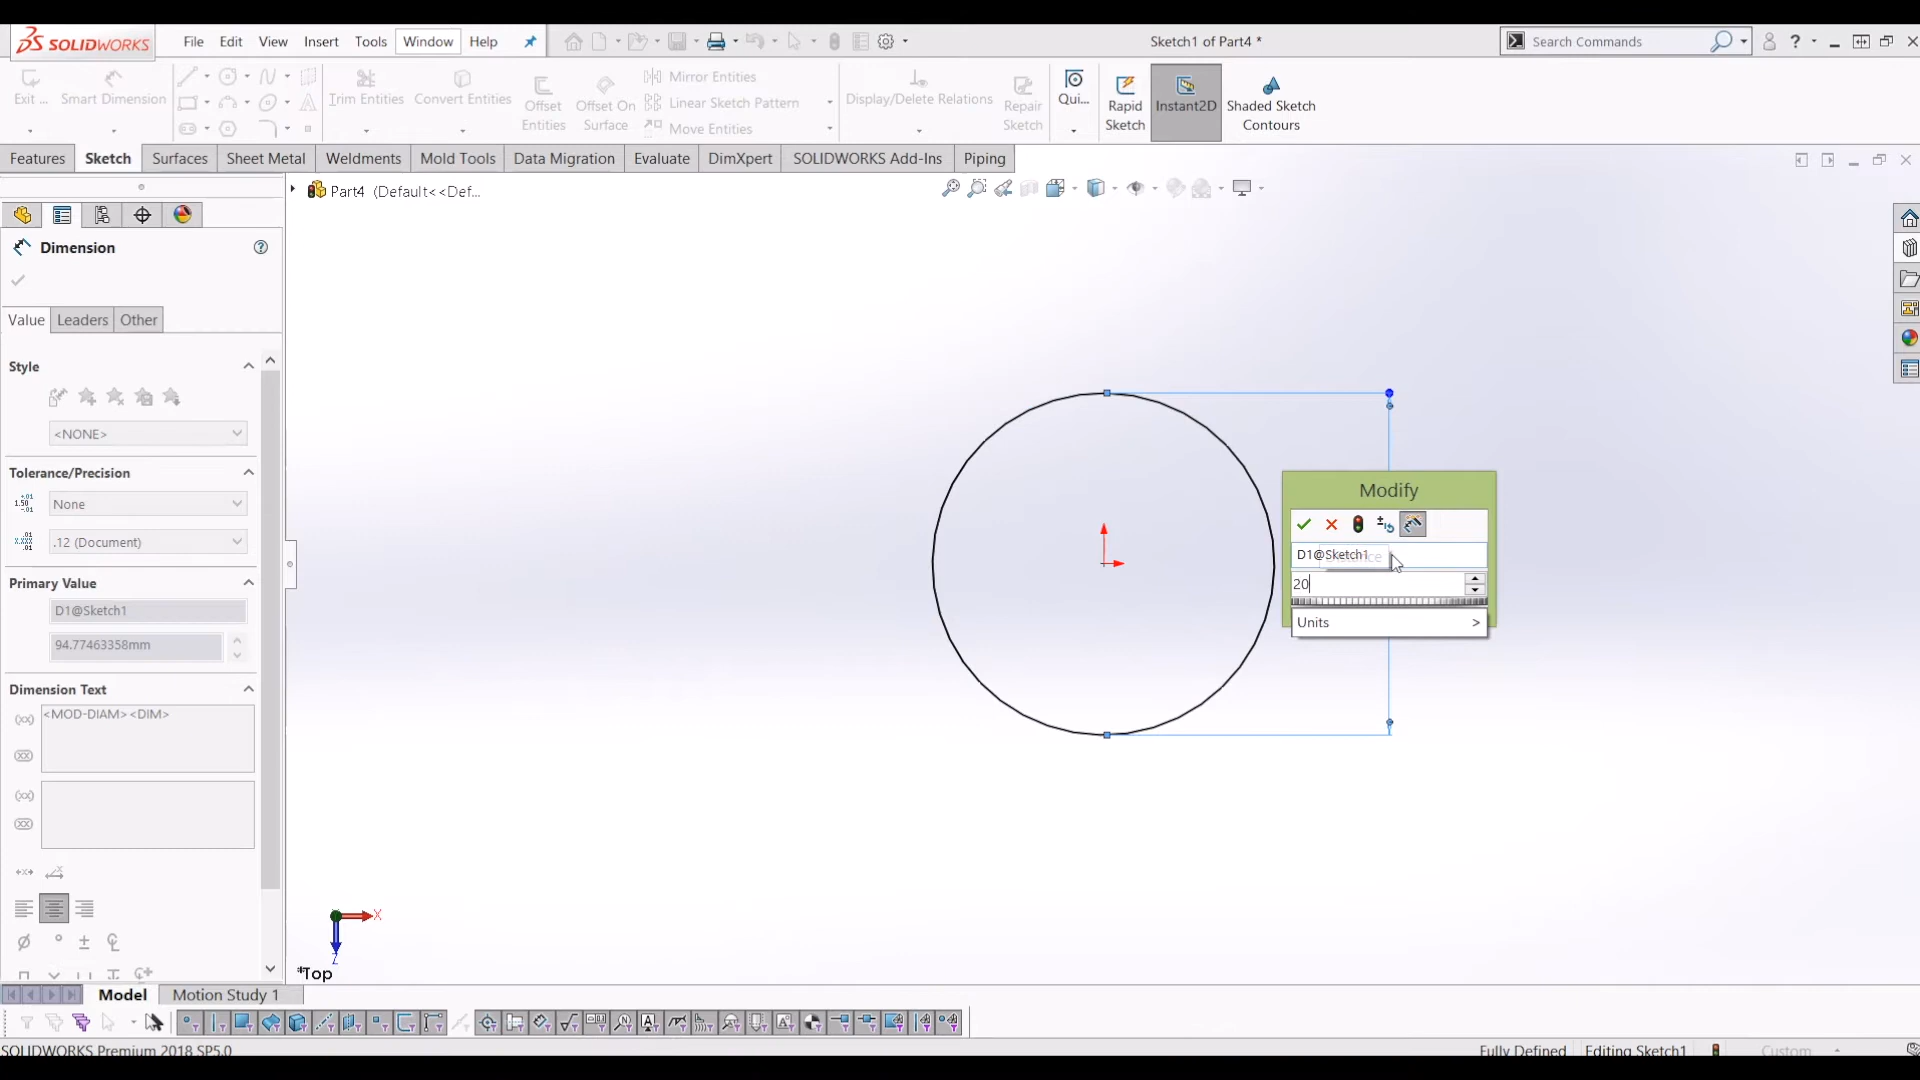 SOLIDWORKS File Edit View Insert Tools Window Help Sketch1 of Part4 * Search Commands ?
Exit ... Smart Dimension Trim Entities Convert Entities Offset Entities Offset On Surface Mirror Entities Display/Delete Relations Repair Sketch Qui... Rapid Sketch Instant2D Shaded Sketch Contours
Linear Sketch Pattern
Move Entities
Features Sketch Surfaces Sheet Metal Weldments Mold Tools Data Migration Evaluate DimXpert SOLIDWORKS Add-Ins Piping
Part4 (Default<<Def...
Dimension
Value Leaders Other
Style
<NONE>
Tolerance/Precision
None
.12 (Document)
Primary Value
D1@Sketch1
94.77463358mm
Dimension Text
<MOD-DIAM><DIM>
Modify
D1@Sketch1
20
Units >
X
Z
*Top
Model Motion Study 1
SOLIDWORKS Premium 2018 SP5.0 Fully Defined Editing Sketch1 Custom